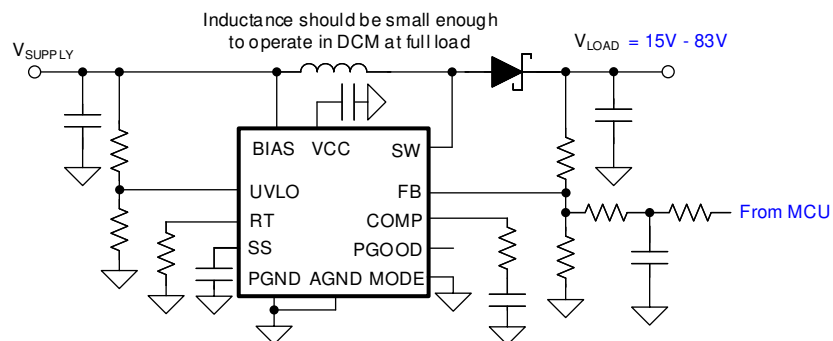 Inductance should be small enough
to operate in DCM at full load
VSUPPLY
VLOAD = 15V - 83V
BIAS VCC SW
UVLO FB
RT COMP
SS PGOOD
PGND AGND MODE
From MCU